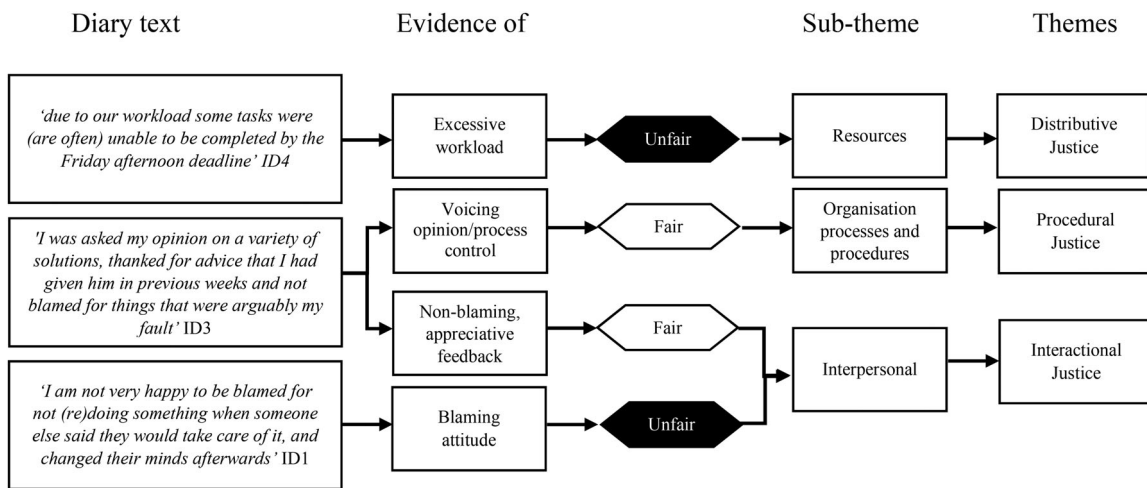 Diary text
Evidence of
Sub-theme
Themes
‘due to our workload some tasks were
(are often) unable to be completed by the
Friday afternoon deadline’ ID4
Excessive
workload
Unfair
Resources
Distributive
Justice
'I was asked my opinion on a variety of
solutions, thanked for advice that I had
given him in previous weeks and not
blamed for things that were arguably my
fault’ ID3
Voicing
opinion/process
control
Fair
Organisation
processes and
procedures
Procedural
Justice
Non-blaming,
appreciative
feedback
Fair
Interpersonal
Interactional
Justice
‘I am not very happy to be blamed for
not (re)doing something when someone
else said they would take care of it, and
changed their minds afterwards’ ID1
Blaming
attitude
Unfair